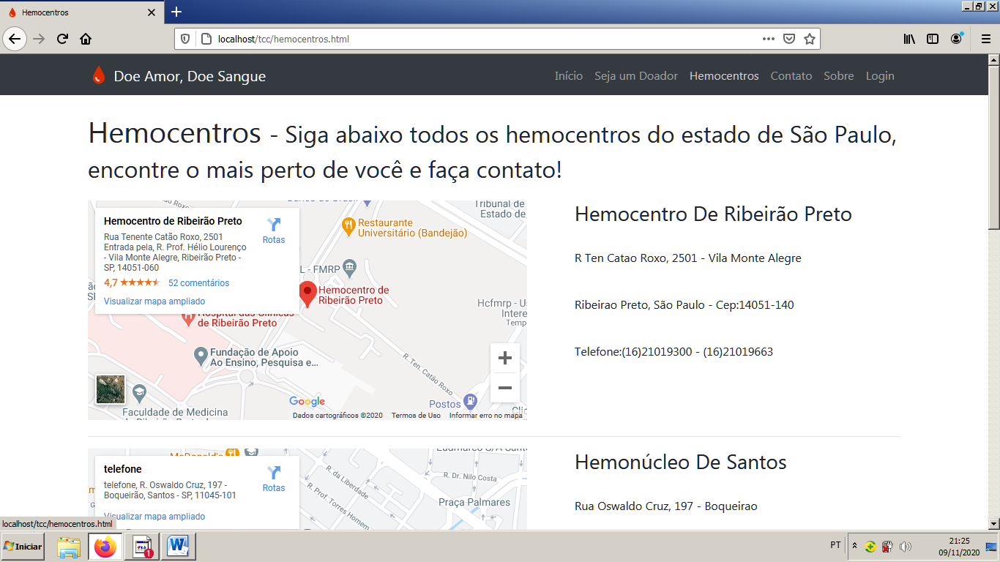 Hemocentros
localhost/tcc/hemocentros.html
Doe Amor, Doe Sangue
Início Seja um Doador Hemocentros Contato Sobre Login
Hemocentros - Siga abaixo todos os hemocentros do estado de São Paulo,
encontre o mais perto de você e faça contato!
Hemocentro de Ribeirão Preto
Rua Tenente Catão Roxo, 2501
Entrada pela, R. Prof. Hélio Lourenço
- Vila Monte Alegre, Ribeirão Preto -
SP, 14051-060
4,7 52 comentários
Visualizar mapa ampliado
Rotas
Tribunal de
Estado de
Restaurante
Universitário (Bandejão)
L - FMRP
Hemocentro de
Ribeirão Preto
Hcfmrp - Us
Intere
Tempo
Hospital das Clínicas
de Ribeirão Preto
Fundação de Apoio
Ao Ensino, Pesquisa e...
R. Ten. Catão Roxo
Postos
Faculdade de Medicina
Google
Dados cartográficos ©2020 Termos de Uso Informar erro no mapa
Hemocentro De Ribeirão Preto
R Ten Catao Roxo, 2501 - Vila Monte Alegre
Ribeirao Preto, São Paulo - Cep:14051-140
Telefone:(16)21019300 - (16)21019663
McDonald's
telefone
telefone, R. Oswaldo Cruz, 197 -
Boqueirão, Santos - SP, 11045-101
Visualizar mapa ampliado
Rotas
R. da Liberdade
R. Prof. Torres Homem
R. Dr. Nilo Costa
Praça Palmares
Hemonúcleo De Santos
Rua Oswaldo Cruz, 197 - Boqueirao
localhost/tcc/hemocentros.html
Iniciar
1
PT
21:25
09/11/2020